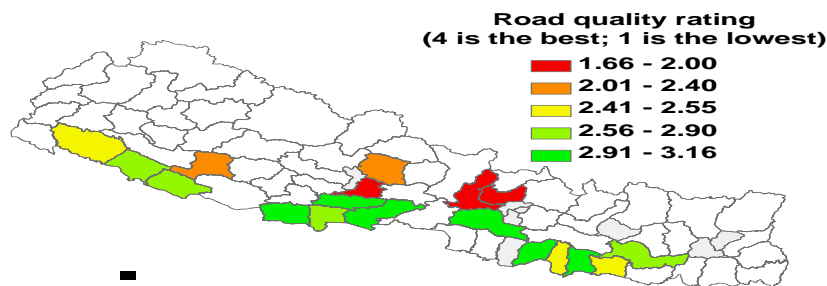 Road quality rating
(4 is the best; 1 is the lowest)
1.66 - 2.00
2.01 - 2.40
2.41 - 2.55
2.56 - 2.90
2.91 - 3.16